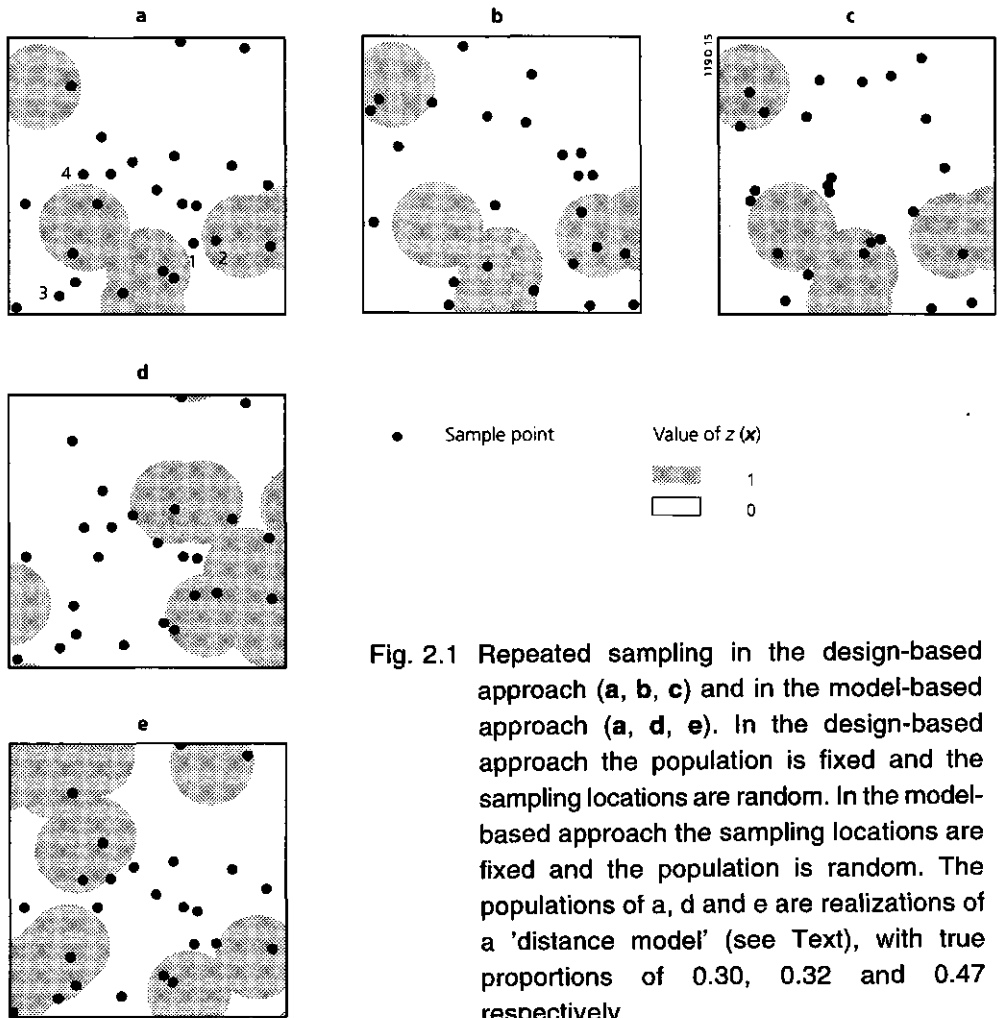 a
b
c
119D 15
4
1
2
3
d
Sample point
Value of z (x)
1
0
e
Fig. 2.1 Repeated sampling in the design-based
approach (a, b, c) and in the model-based
approach (a, d, e). In the design-based
approach the population is fixed and the
sampling locations are random. In the model-
based approach the sampling locations are
fixed and the population is random. The
populations of a, d and e are realizations of
a 'distance model' (see Text), with true
proportions of 0.30, 0.32 and 0.47
respectively